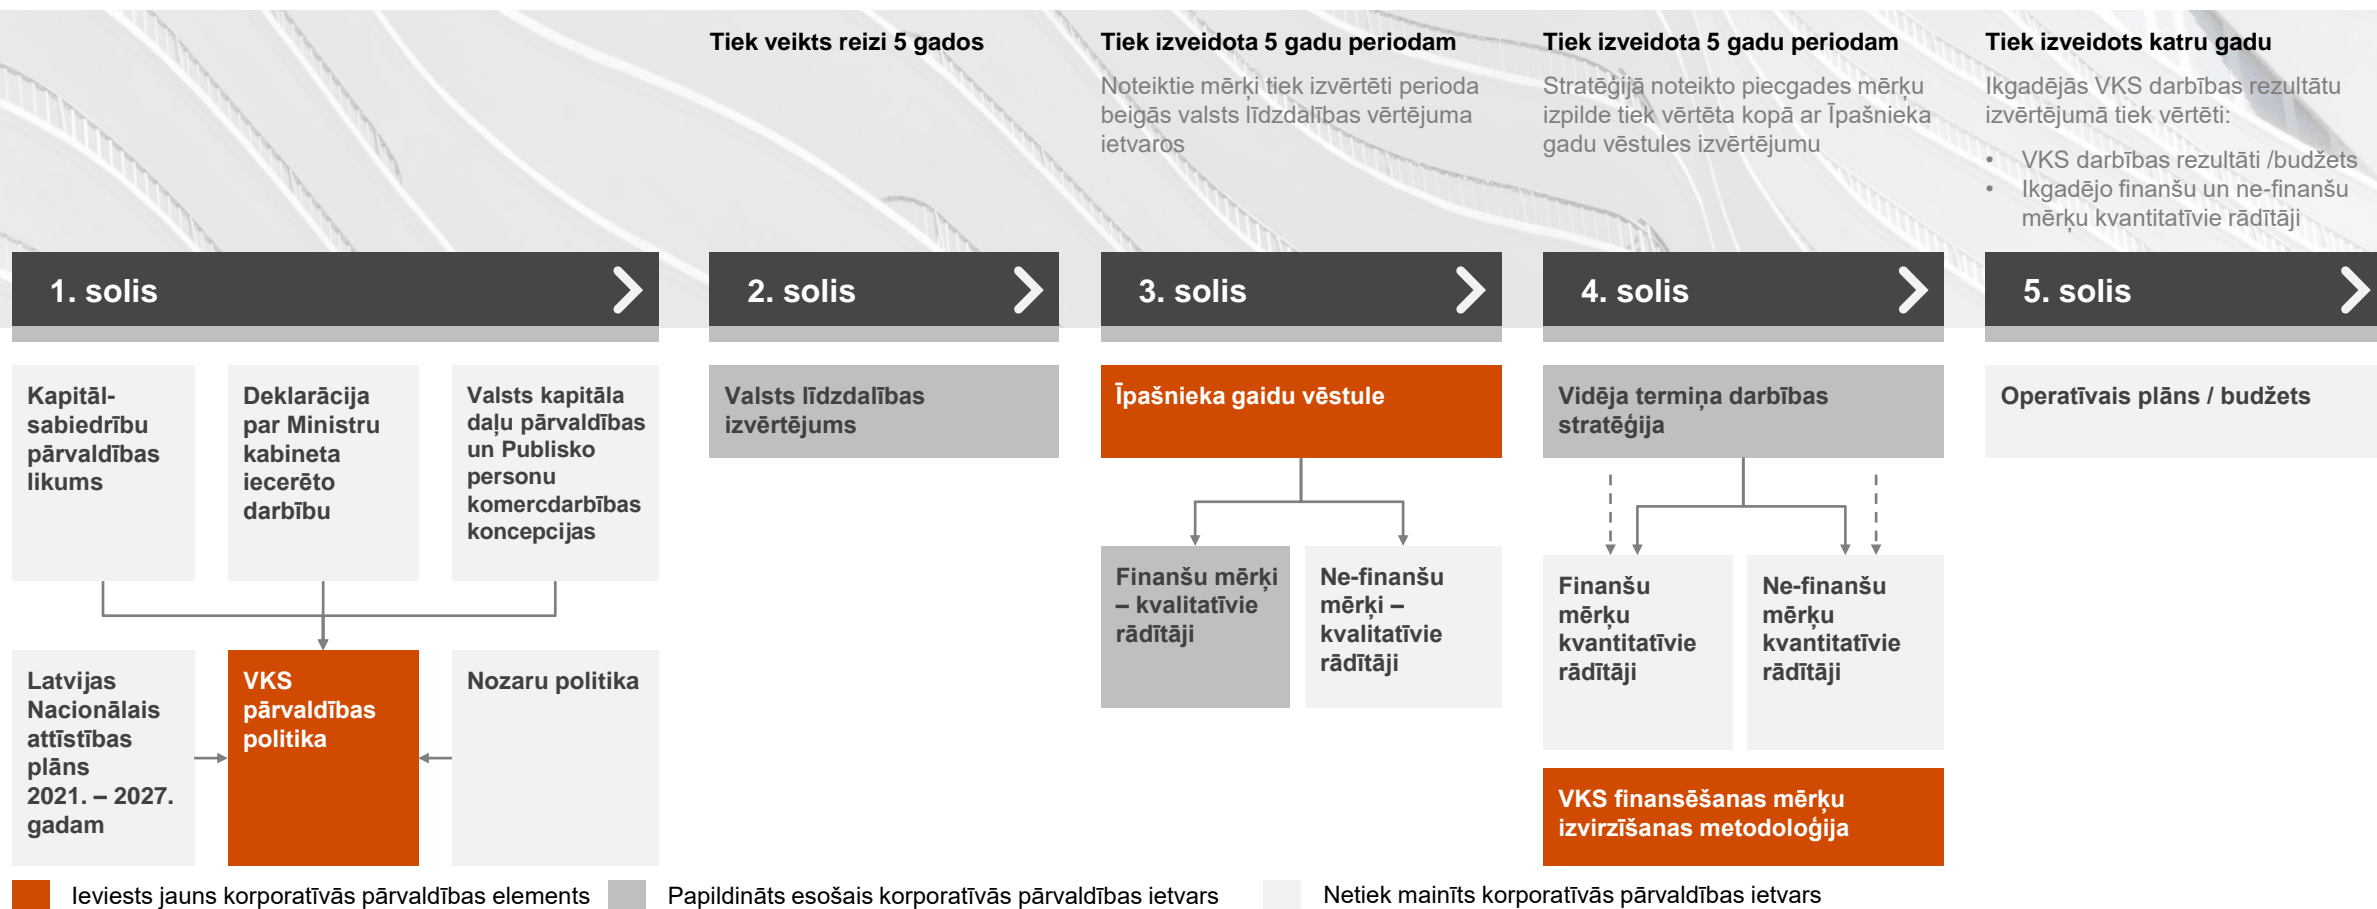 Tiek veikts reizi 5 gados
Tiek izveidota 5 gadu periodam
Noteiktie mērķi tiek izvērtēti perioda
beigās valsts līdzdalības vērtējuma
ietvaros
Tiek izveidota 5 gadu periodam
Stratēģijā noteikto piecgades mērķu
izpilde tiek vērtēta kopā ar Īpašnieka
gadu vēstules izvērtējumu
Tiek izveidots katru gadu
Ikgadējās VKS darbības rezultātu
izvērtējumā tiek vērtēti:
• VKS darbības rezultāti /budžets
• Ikgadējo finanšu un ne-finanšu
mērķu kvantitatīvie rādītāji
1. solis
2. solis
3. solis
4. solis
5. solis
Kapitāl-
sabiedrību
pārvaldības
likums
Deklarācija
par Ministru
kabineta
iecerēto
darbību
Valsts kapitāla
daļu pārvaldības
un Publisko
personu
komercdarbības
koncepcijas
Latvijas
Nacionālais
attīstības
plāns
2021. – 2027.
gadam
VKS
pārvaldības
politika
Nozaru politika
Valsts līdzdalības
izvērtējums
Īpašnieka gaidu vēstule
Finanšu mērķi
– kvalitatīvie
rādītāji
Ne-finanšu
mērķi –
kvalitatīvie
rādītāji
Vidēja termiņa darbības
stratēģija
Finanšu
mērķu
kvantitatīvie
rādītāji
Ne-finanšu
mērķu
kvantitatīvie
rādītāji
VKS finansēšanas mērķu
izvirzīšanas metodoloģija
Operatīvais plāns / budžets
Ieviests jauns korporatīvās pārvaldības elements
Papildināts esošais korporatīvās pārvaldības ietvars
Netiek mainīts korporatīvās pārvaldības ietvars